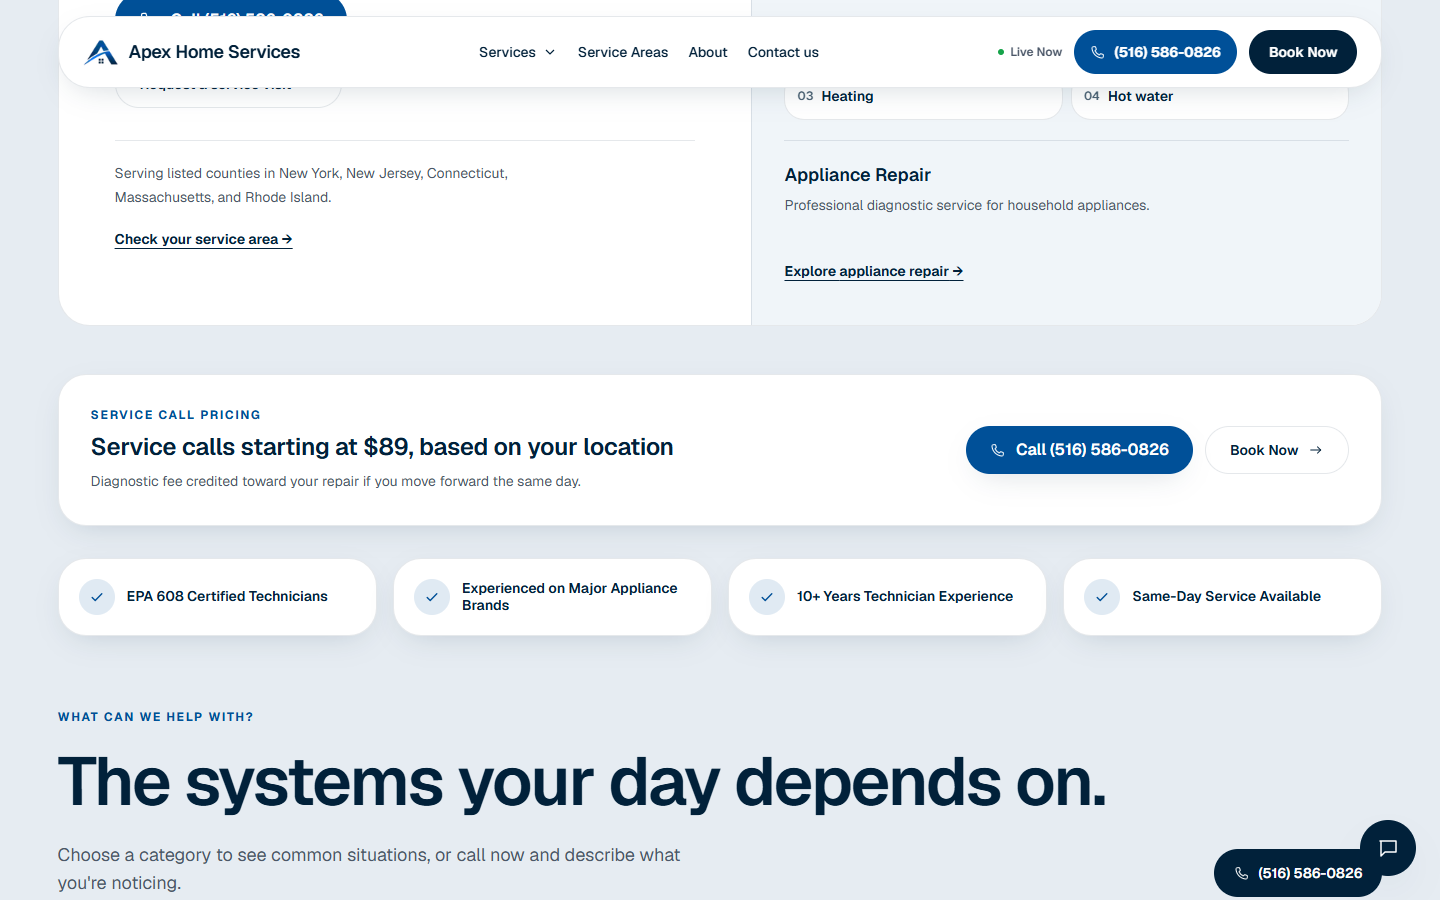 Apex Home Services
Services
Service Areas
About
Contact us
Live Now
(516) 586-0826
Book Now
03 Heating
04 Hot water
Serving listed counties in New York, New Jersey, Connecticut,
Massachusetts, and Rhode Island.
Check your service area →
Appliance Repair
Professional diagnostic service for household appliances.
Explore appliance repair →
SERVICE CALL PRICING
Service calls starting at $89, based on your location
Diagnostic fee credited toward your repair if you move forward the same day.
Call (516) 586-0826
Book Now →
EPA 608 Certified Technicians
Experienced on Major Appliance
Brands
10+ Years Technician Experience
Same-Day Service Available
WHAT CAN WE HELP WITH?
The systems your day depends on.
Choose a category to see common situations, or call now and describe what
you're noticing.
(516) 586-0826